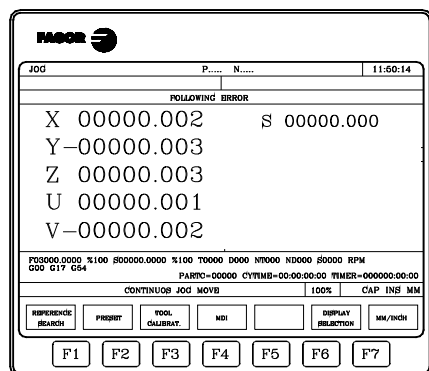 FAGOR
JOG P..... N..... 11:50:14
FOLLOWING ERROR
X 00000.002 S 00000.000
Y-00000.003
Z 00000.003
U 00000.001
V-00000.002
F03000.0000 %100 S00000.0000 %100 T0000 D000 NT000 ND000 S0000 RPM
G00 G17 G54
PARTC=00000 CYTIME=00:00:00:00 TIMER=000000:00:00
CONTINUOS JOG MOVE 100% CAP INS MM
REFERENCE SEARCH
PRESET
TOOL CALIBRAT.
MDI
DISPLAY SELECTION
MM/INCH
F1 F2 F3 F4 F5 F6 F7